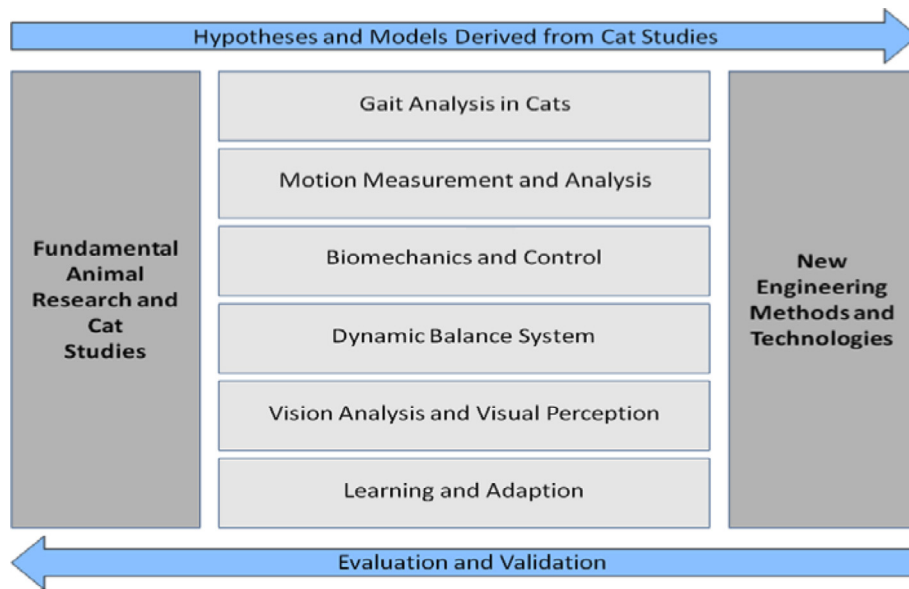 Hypotheses and Models Derived from Cat Studies
Fundamental
Animal
Research and
Cat
Studies
Gait Analysis in Cats
Motion Measurement and Analysis
Biomechanics and Control
Dynamic Balance System
Vision Analysis and Visual Perception
Learning and Adaption
New
Engineering
Methods and
Technologies
Evaluation and Validation